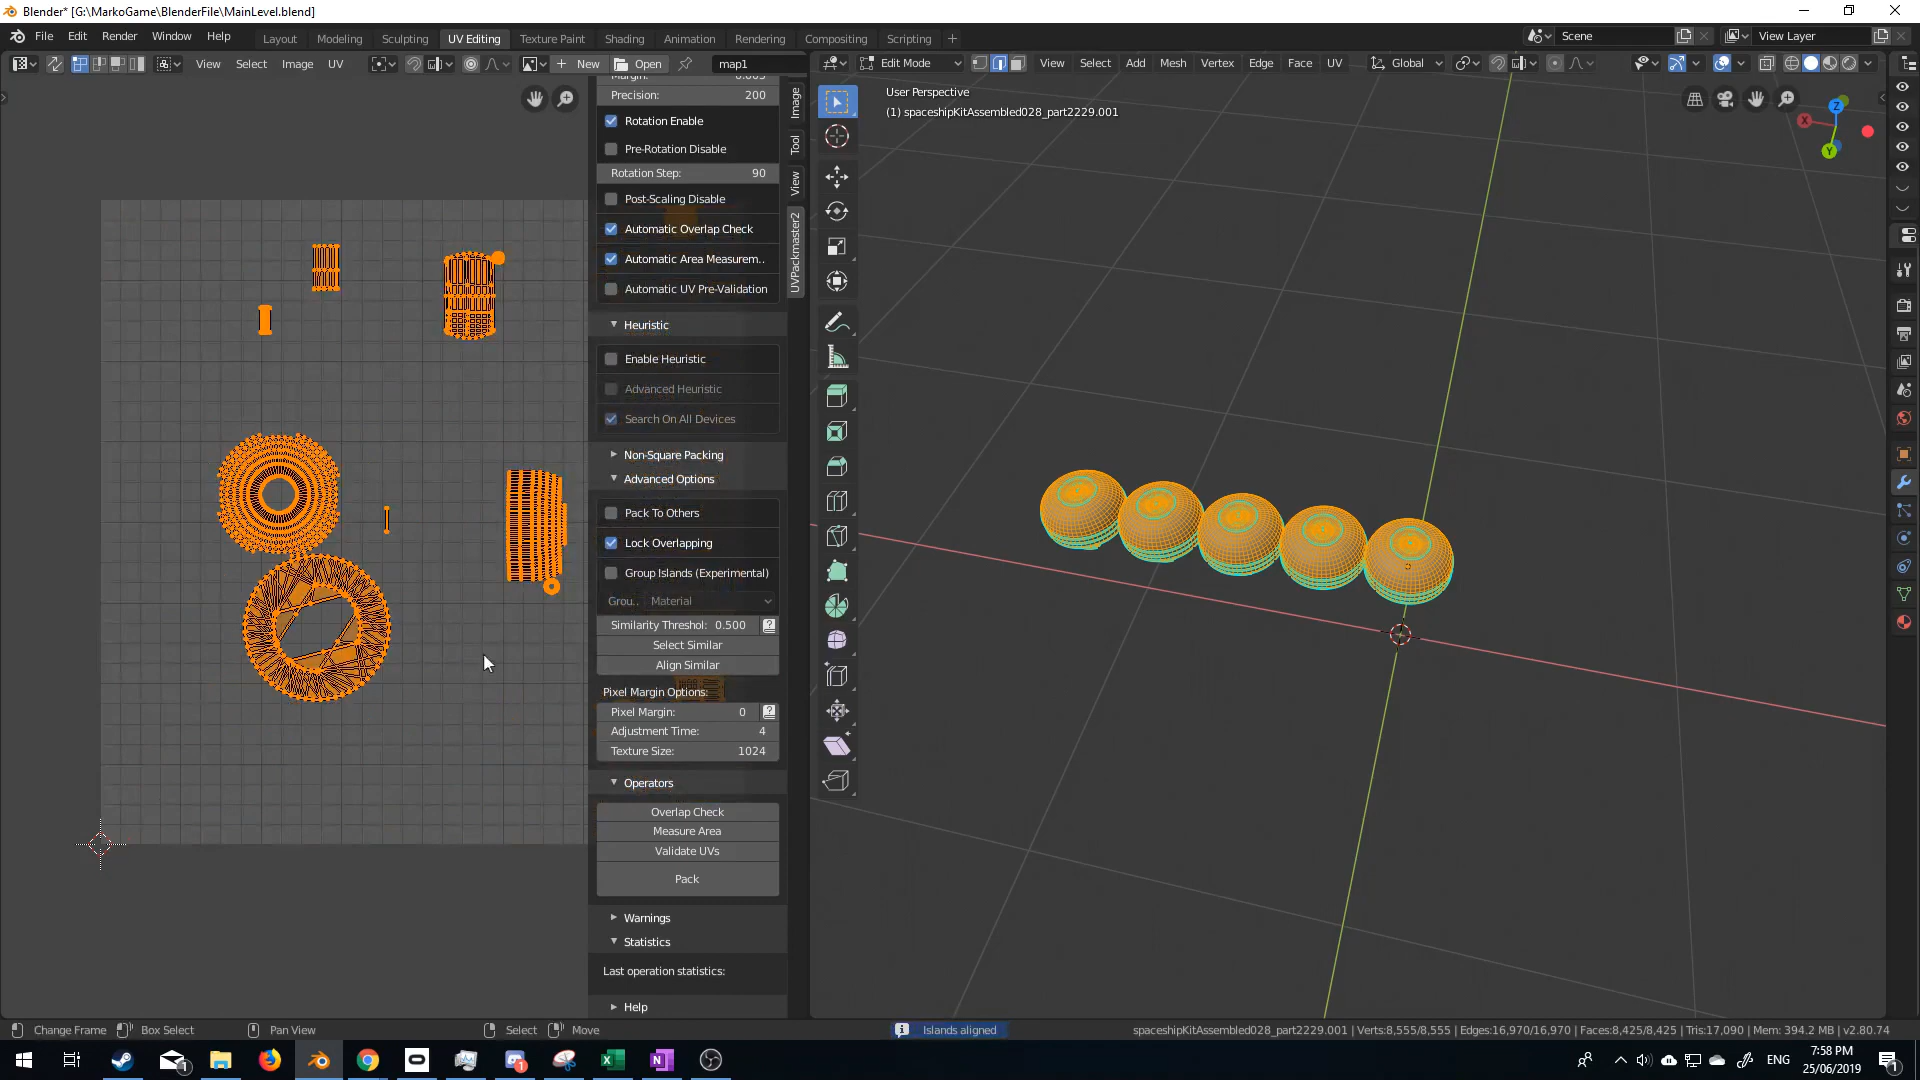 Blender* [G:\MarkoGame\BlenderFile\MainLevel.blend]
File Edit Render Window Help
Layout Modeling Sculpting UV Editing Texture Paint Shading Animation Rendering Compositing Scripting
Scene
View Layer
View Select Image UV
New
Open
map1
Edit Mode
View Select Add Mesh Vertex Edge Face UV
Global
User Perspective
(1) spaceshipKitAssembled028_part2229.001
X
Y
Z
Image
Tool
View
UVPackmaster2
Precision: 200
Rotation Enable
Pre-Rotation Disable
Rotation Step: 90
Post-Scaling Disable
Automatic Overlap Check
Automatic Area Measurem..
Automatic UV Pre-Validation
Heuristic
Enable Heuristic
Advanced Heuristic
Search On All Devices
Non-Square Packing
Advanced Options
Pack To Others
Lock Overlapping
Group Islands (Experimental)
Grou.. Material
Similarity Threshol: 0.500
Select Similar
Align Similar
Pixel Margin Options:
Pixel Margin: 0
Adjustment Time: 4
Texture Size: 1024
Operators
Overlap Check
Measure Area
Validate UVs
Pack
Warnings
Statistics
Last operation statistics:
Help
Change Frame
Box Select
Pan View
Select
Move
Islands aligned
spaceshipKitAssembled028_part2229.001 | Verts:8,555/8,555 | Edges:16,970/16,970 | Faces:8,425/8,425 | Tris:17,090 | Mem: 394.2 MB | v2.80.74
ENG
7:58 PM
25/06/2019